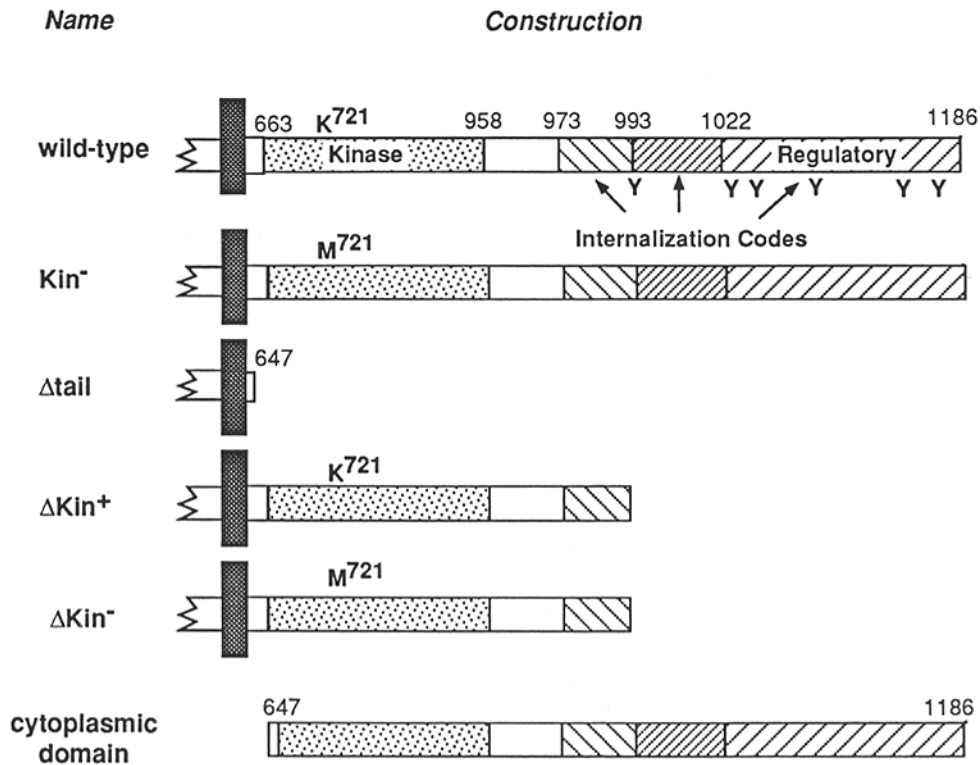 Name Construction
663 K721 958 973 993 1022 1186
wild-type Kinase Regulatory
Y Y Y Y Y Y
Internalization Codes
M721
Kin-
647
Δtail
K721
ΔKin+
M721
ΔKin-
647 1186
cytoplasmic
domain